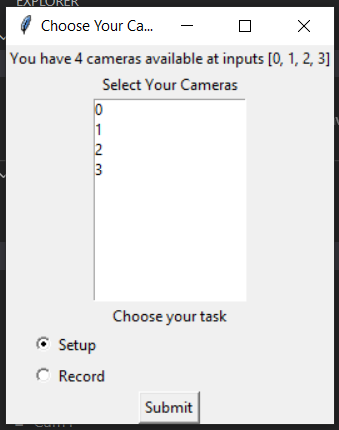 EXPLORER
Choose Your Ca...
You have 4 cameras available at inputs [0, 1, 2, 3]
Select Your Cameras
0
1
2
3
Choose your task
Setup
Record
Submit